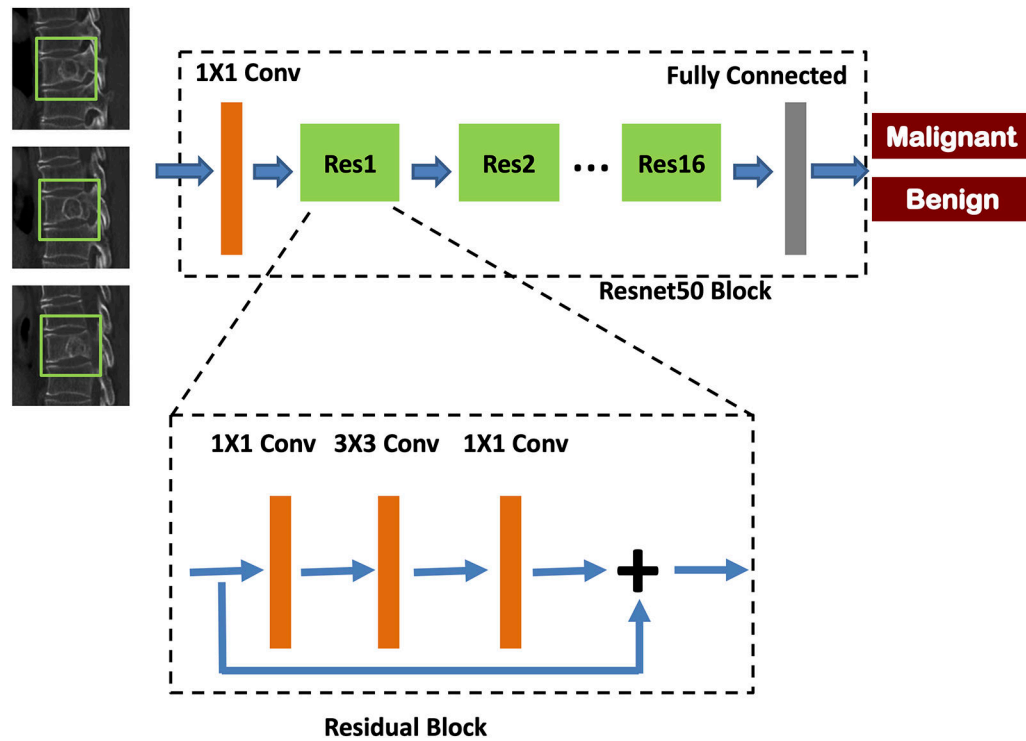 1X1 Conv
Fully Connected
Res1
Res2
...
Res16
Malignant
Benign
Resnet50 Block
1X1 Conv 3X3 Conv 1X1 Conv
+
Residual Block